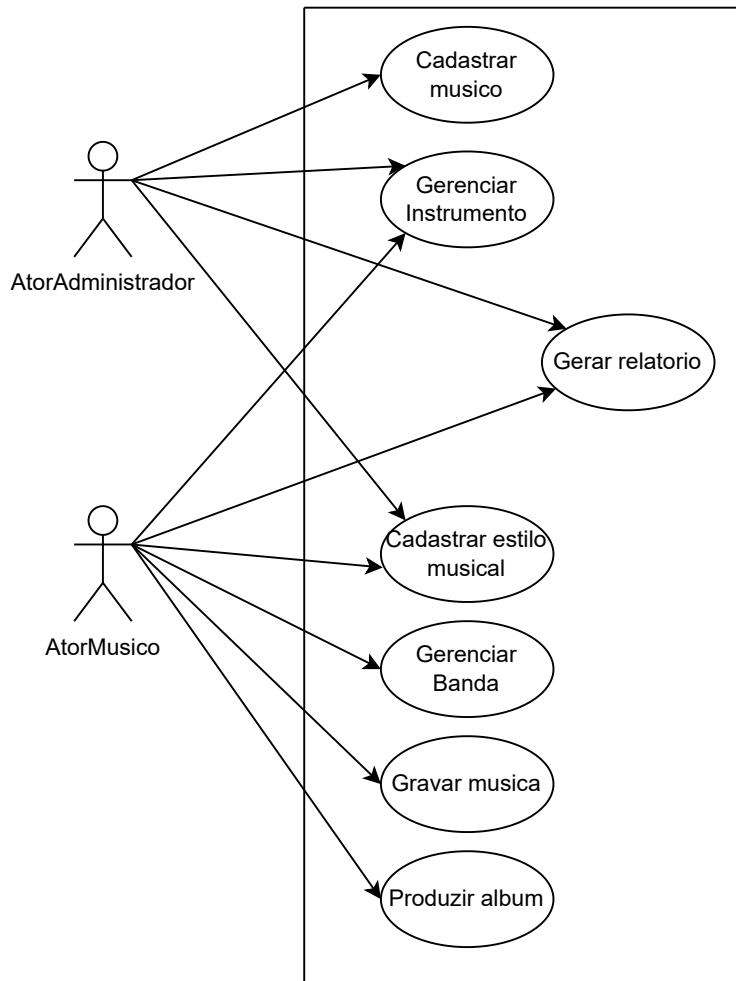 Cadastrar
musico
Gerenciar
Instrumento
AtorAdministrador
Gerar relatorio
Cadastrar estilo
musical
AtorMusico
Gerenciar
Banda
Gravar musica
Produzir album